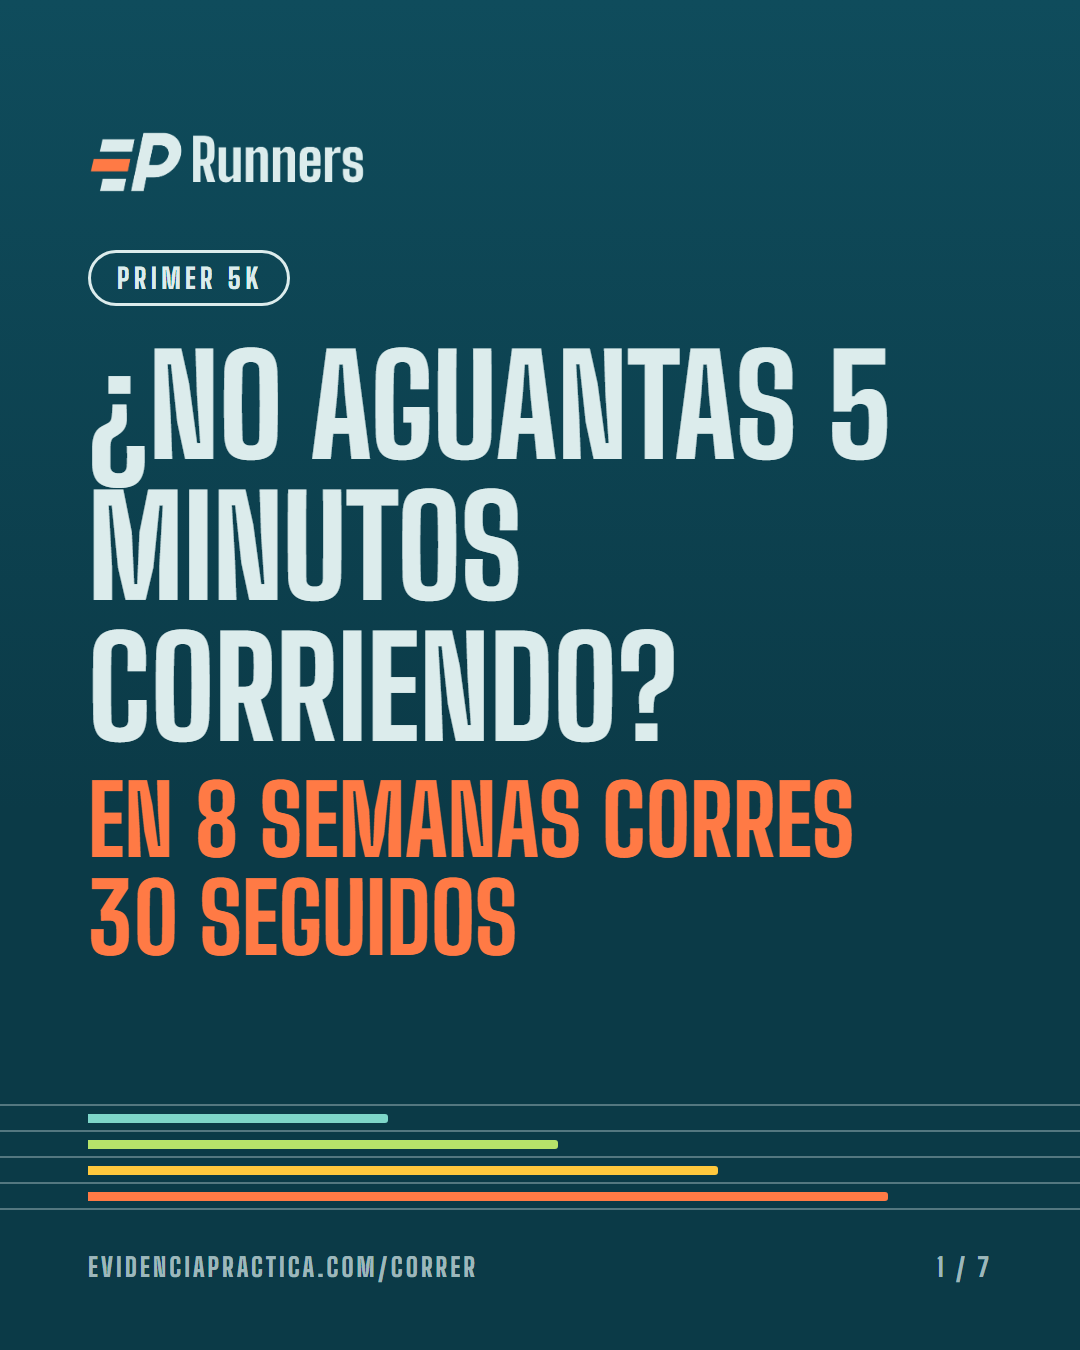 EP Runners
PRIMER 5K
¿NO AGUANTAS 5
MINUTOS
CORRIENDO?
EN 8 SEMANAS CORRES
30 SEGUIDOS
EVIDENCIAPRACTICA.COM/CORRER
1 / 7